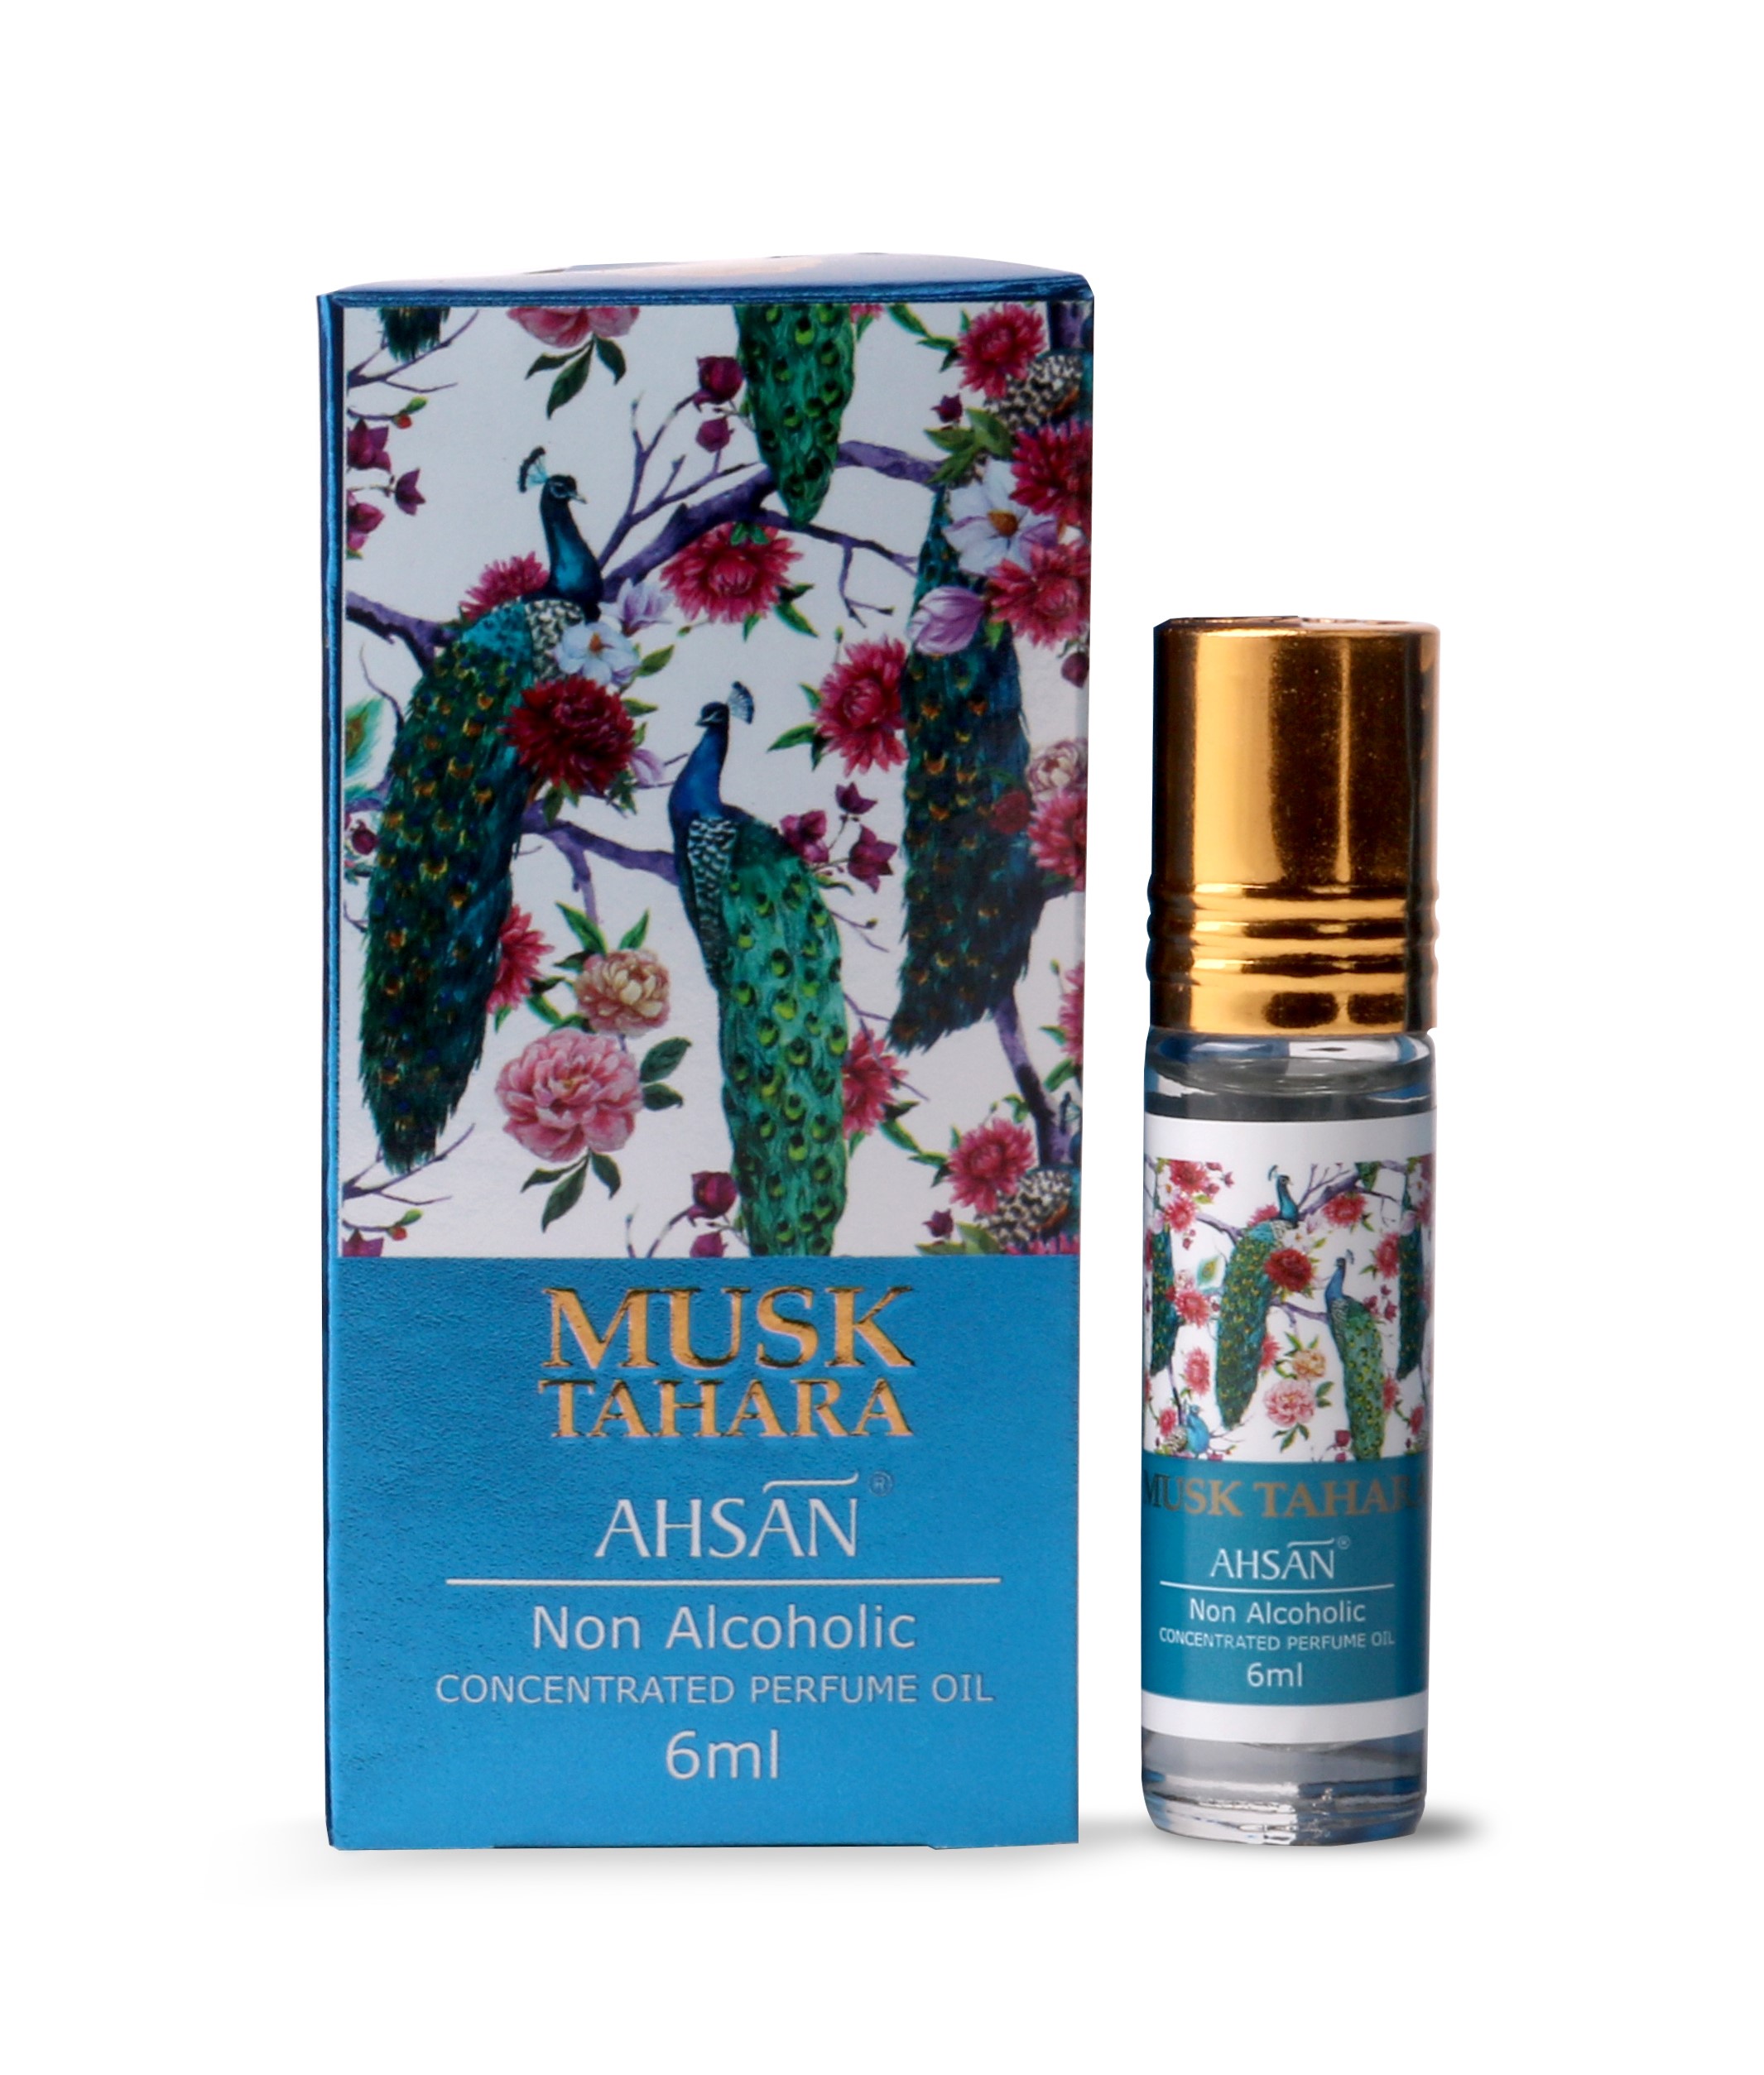 MUSK
TAHARA
AHSAN®
Non Alcoholic
CONCENTRATED PERFUME OIL
6ml
MUSK TAHARA
AHSAN®
Non Alcoholic
CONCENTRATED PERFUME OIL
6ml